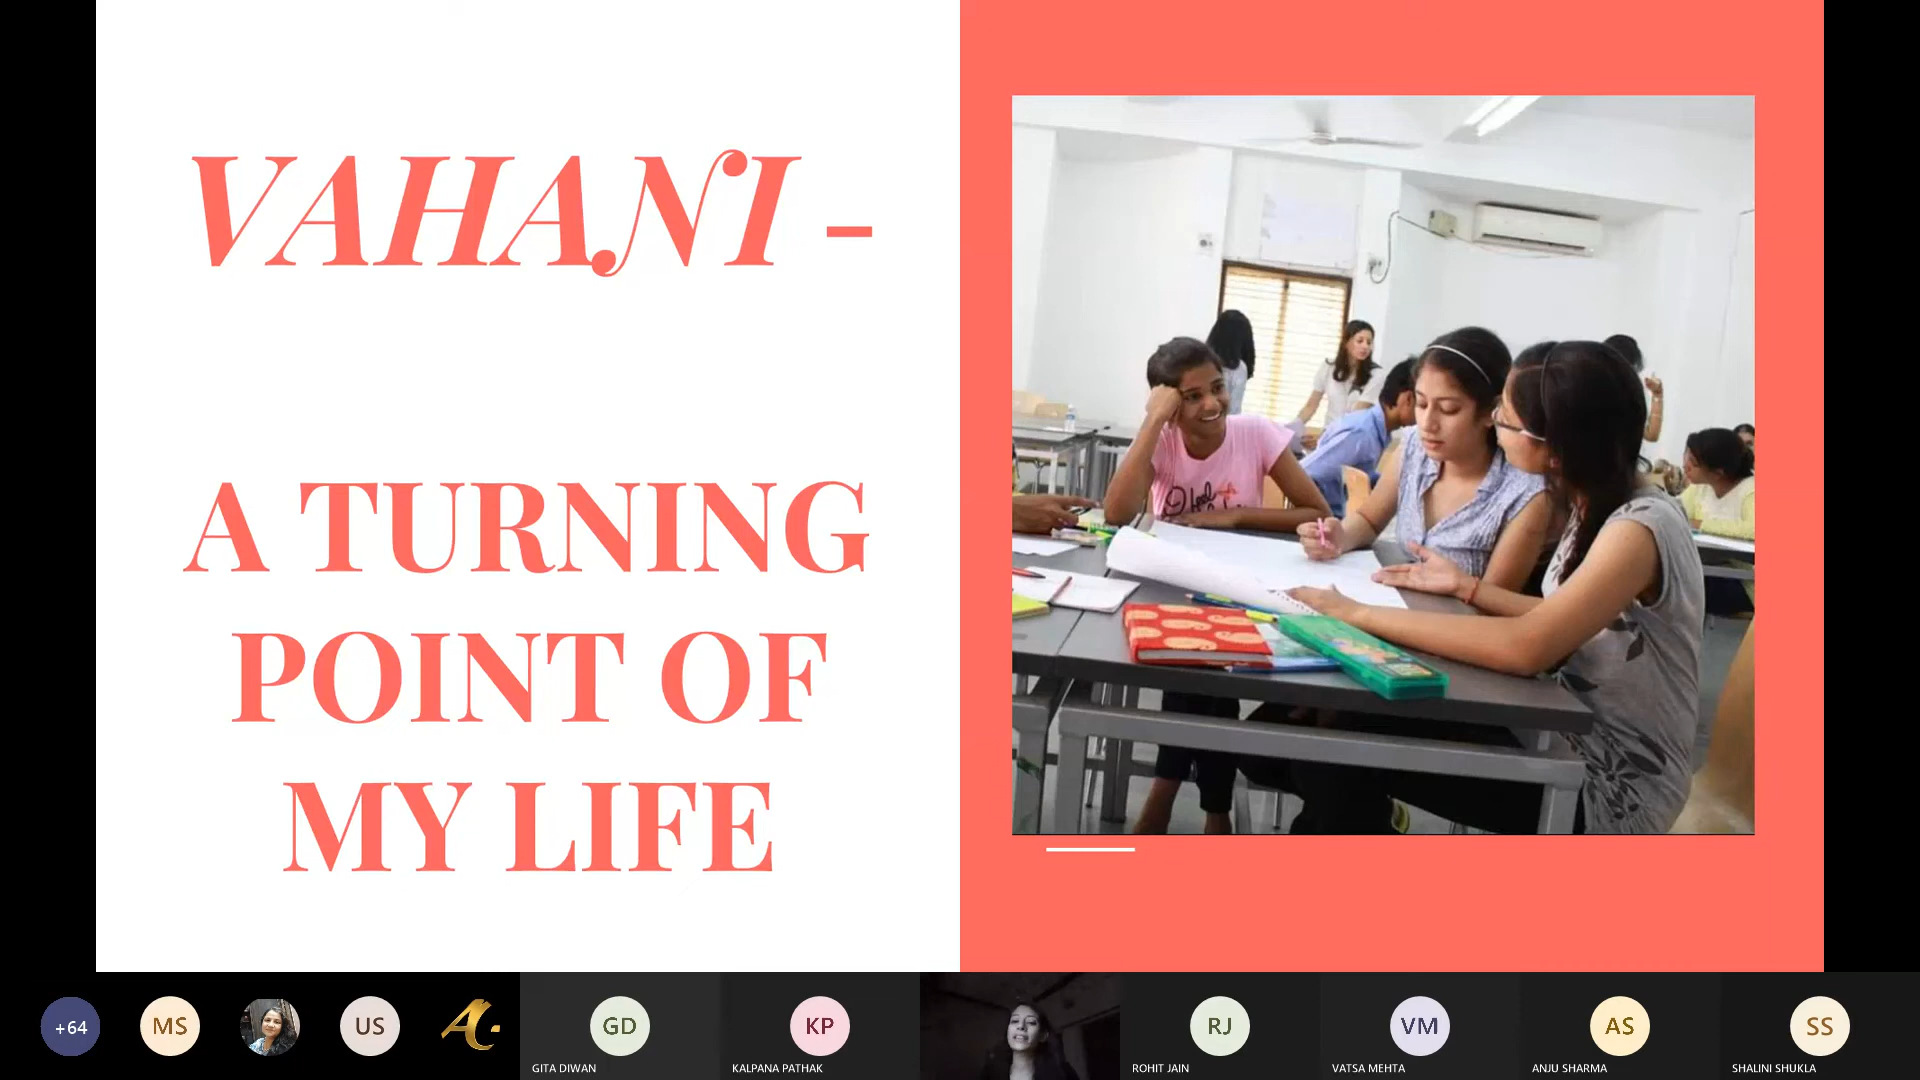 VAHANI -
A TURNING
POINT OF
MY LIFE
+64
MS
US
GD
GITA DIWAN
KP
KALPANA PATHAK
RJ
ROHIT JAIN
VM
VATSA MEHTA
AS
ANJU SHARMA
SS
SHALINI SHUKLA